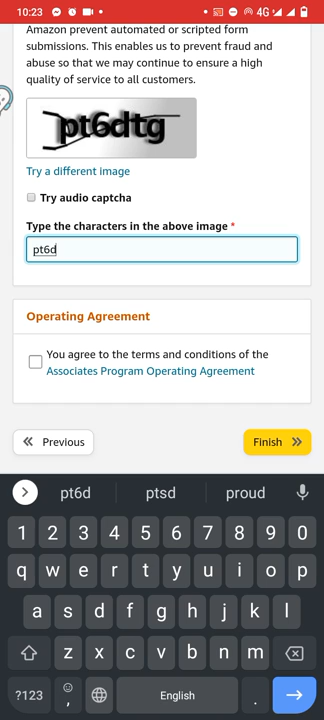 10:23
4G
Amazon prevent automated or scripted form
submissions. This enables us to prevent fraud and
abuse so that we may continue to ensure a high
quality of service to all customers.
pt6dtg
Try a different image
Try audio captcha
Type the characters in the above image *
pt6d
Operating Agreement
You agree to the terms and conditions of the
Associates Program Operating Agreement
« Previous
Finish »
pt6d ptsd proud
1 2 3 4 5 6 7 8 9 0
q w e r t y u i o p
a s d f g h j k l
z x c v b n m
?123 , English .